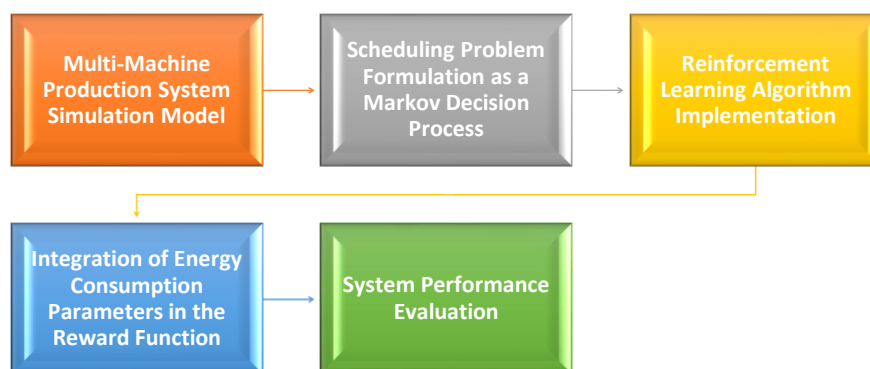 Multi-Machine
Production System
Simulation Model
Scheduling Problem
Formulation as a
Markov Decision
Process
Reinforcement
Learning Algorithm
Implementation
Integration of Energy
Consumption
Parameters in the
Reward Function
System Performance
Evaluation